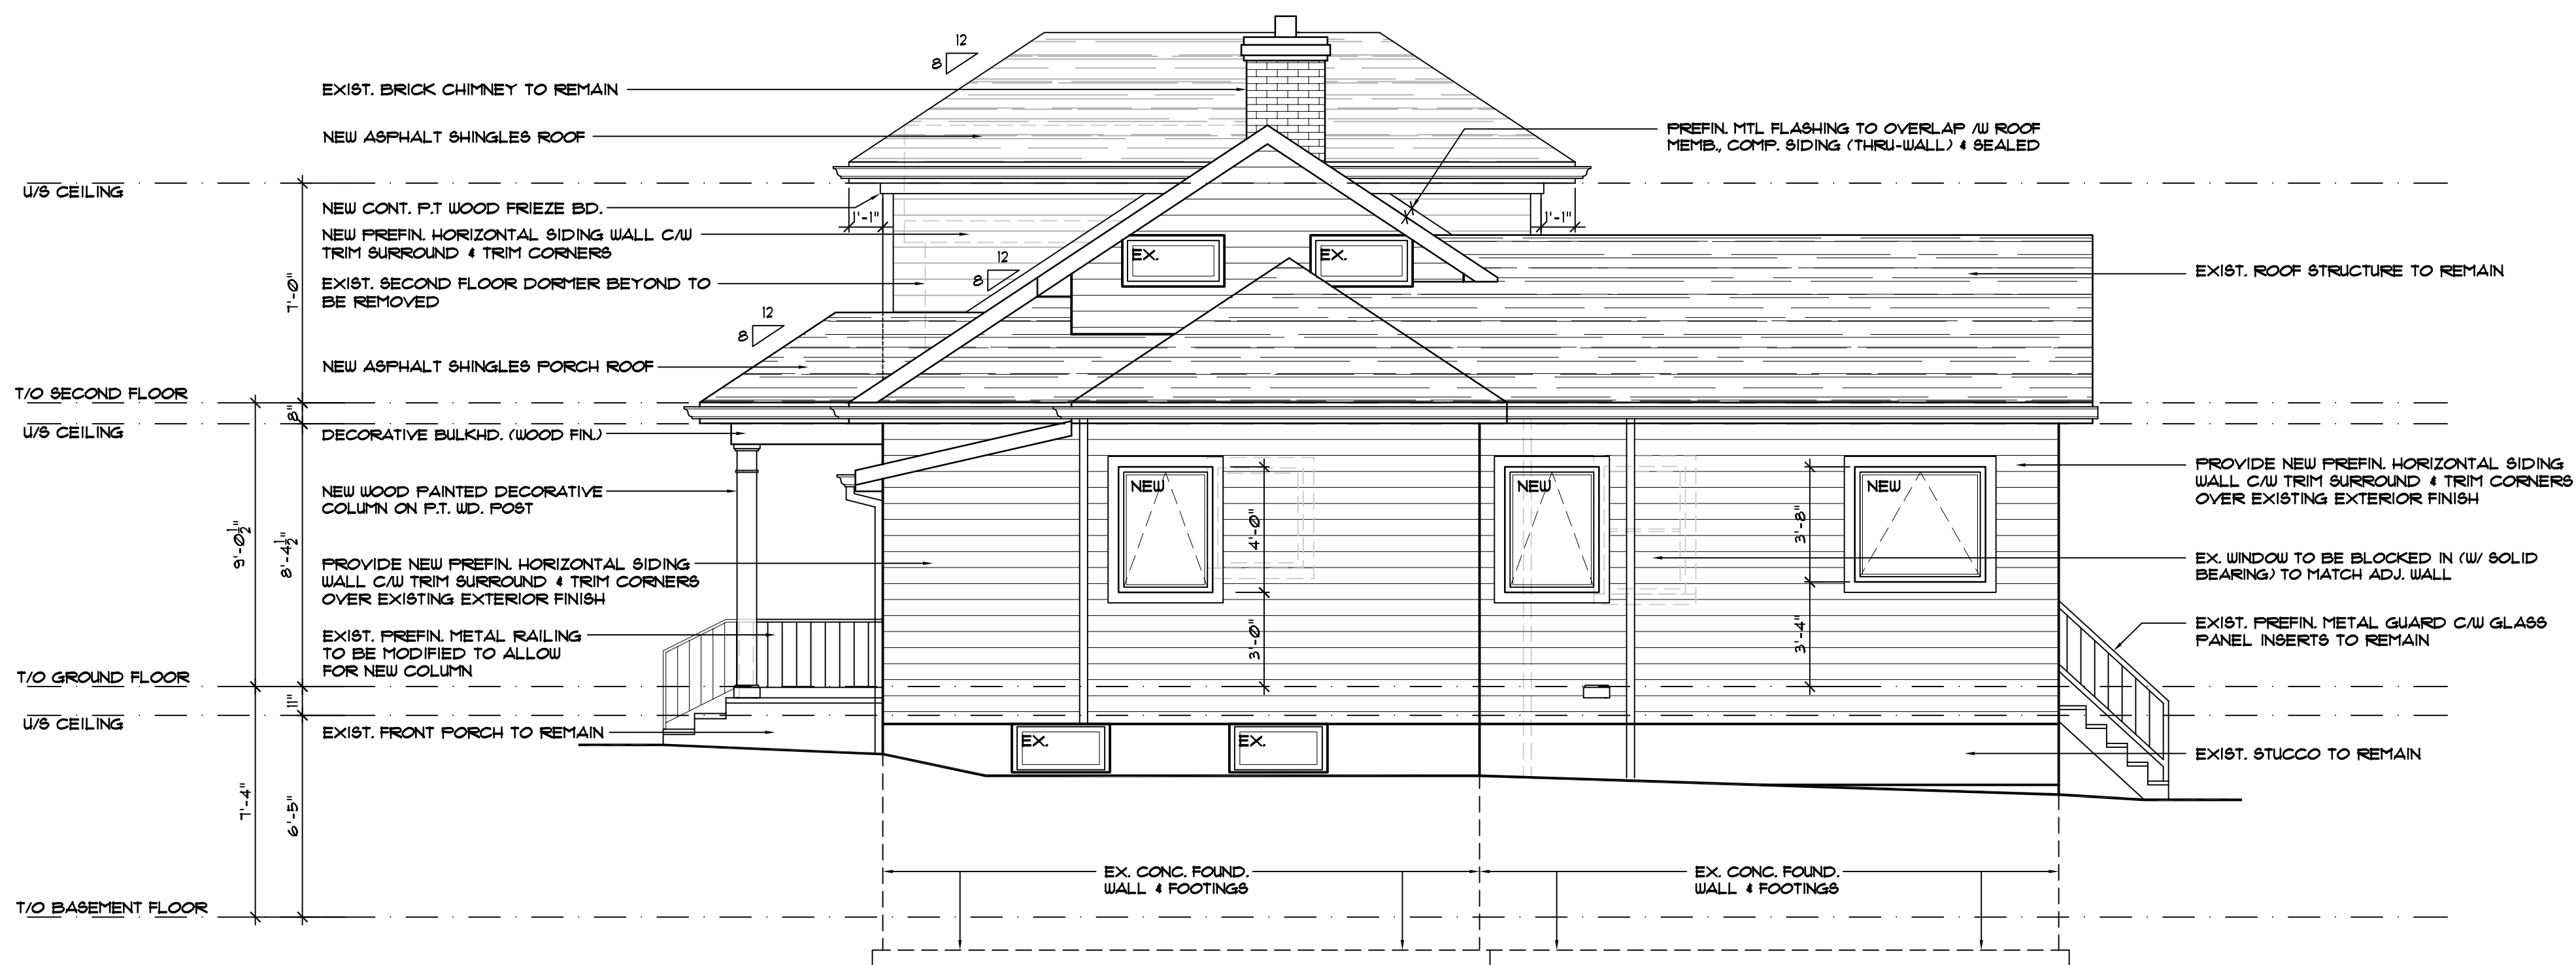 12
8
EXIST. BRICK CHIMNEY TO REMAIN
NEW ASPHALT SHINGLES ROOF
PREFIN. MTL FLASHING TO OVERLAP /W ROOF
MEMB., COMP. SIDING (THRU-WALL) & SEALED
U/S CEILING
NEW CONT. P.T WOOD FRIEZE BD.
1'-1"
1'-1"
NEW PREFIN. HORIZONTAL SIDING WALL C/W
TRIM SURROUND & TRIM CORNERS
EX.
EX.
12
8
EXIST. SECOND FLOOR DORMER BEYOND TO
BE REMOVED
EXIST. ROOF STRUCTURE TO REMAIN
7'-0"
12
8
NEW ASPHALT SHINGLES PORCH ROOF
T/O SECOND FLOOR
8"
U/S CEILING
DECORATIVE BULKHD. (WOOD FIN.)
PROVIDE NEW PREFIN. HORIZONTAL SIDING
WALL C/W TRIM SURROUND & TRIM CORNERS
OVER EXISTING EXTERIOR FINISH
NEW WOOD PAINTED DECORATIVE
COLUMN ON P.T. WD. POST
NEW
NEW
NEW
9'-0 1/2"
8'-4 1/2"
4'-0"
3'-8"
PROVIDE NEW PREFIN. HORIZONTAL SIDING
WALL C/W TRIM SURROUND & TRIM CORNERS
OVER EXISTING EXTERIOR FINISH
EX. WINDOW TO BE BLOCKED IN (W/ SOLID
BEARING) TO MATCH ADJ. WALL
EXIST. PREFIN. METAL RAILING
TO BE MODIFIED TO ALLOW
FOR NEW COLUMN
3'-0"
3'-4"
EXIST. PREFIN. METAL GUARD C/W GLASS
PANEL INSERTS TO REMAIN
T/O GROUND FLOOR
11"
U/S CEILING
EXIST. FRONT PORCH TO REMAIN
EX.
EX.
EXIST. STUCCO TO REMAIN
7'-4"
6'-5"
EX. CONC. FOUND.
WALL & FOOTINGS
EX. CONC. FOUND.
WALL & FOOTINGS
T/O BASEMENT FLOOR